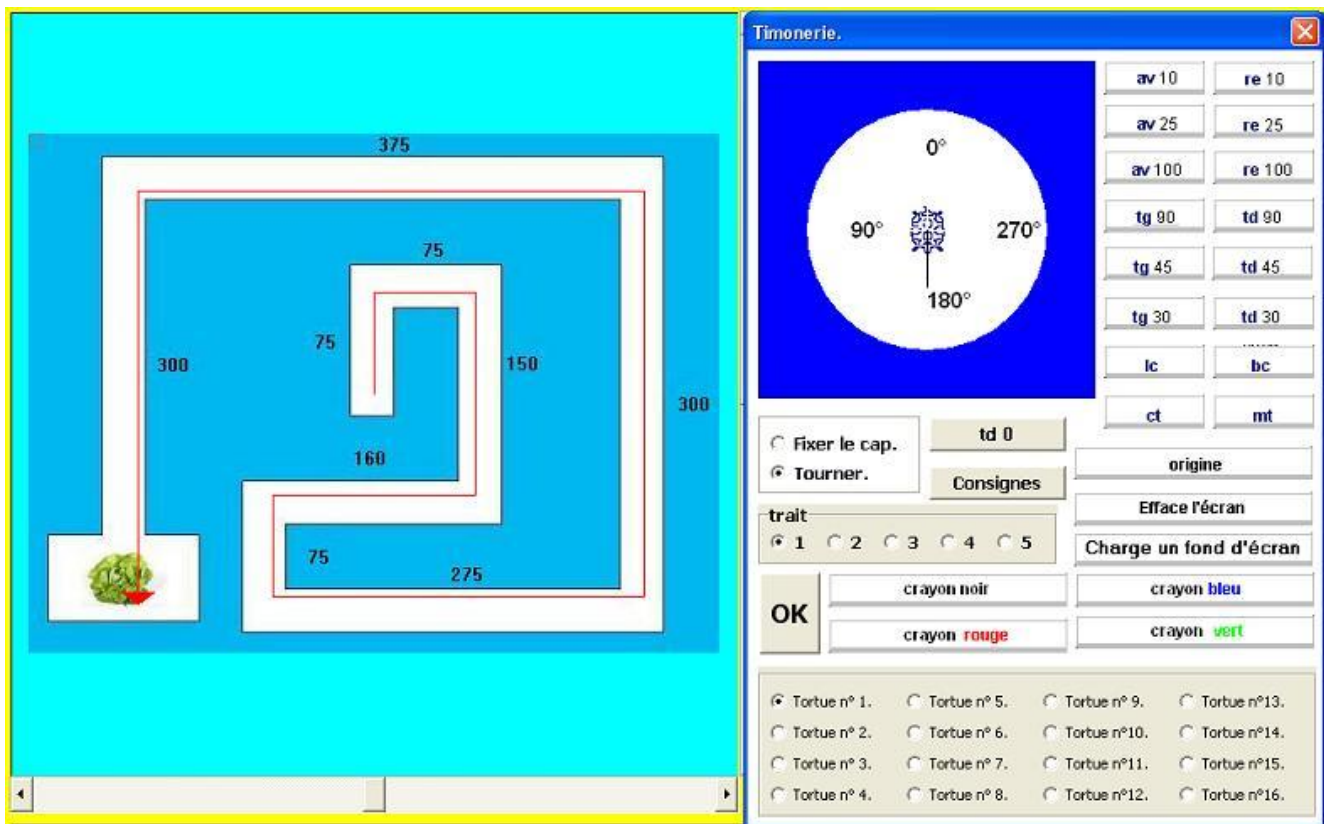 375
75
75
300
150
300
160
75
275
Timonerie.
0°
90°
270°
180°
av 10
re 10
av 25
re 25
av 100
re 100
tg 90
td 90
tg 45
td 45
tg 30
td 30
lc
bc
ct
mt
Fixer le cap.
Tourner.
td 0
Consignes
origine
Efface l'écran
trait
1 2 3 4 5
Charge un fond d'écran
OK
crayon noir
crayon bleu
crayon rouge
crayon vert
Tortue n° 1. Tortue n° 5. Tortue n° 9. Tortue n°13.
Tortue n° 2. Tortue n° 6. Tortue n°10. Tortue n°14.
Tortue n° 3. Tortue n° 7. Tortue n°11. Tortue n°15.
Tortue n° 4. Tortue n° 8. Tortue n°12. Tortue n°16.